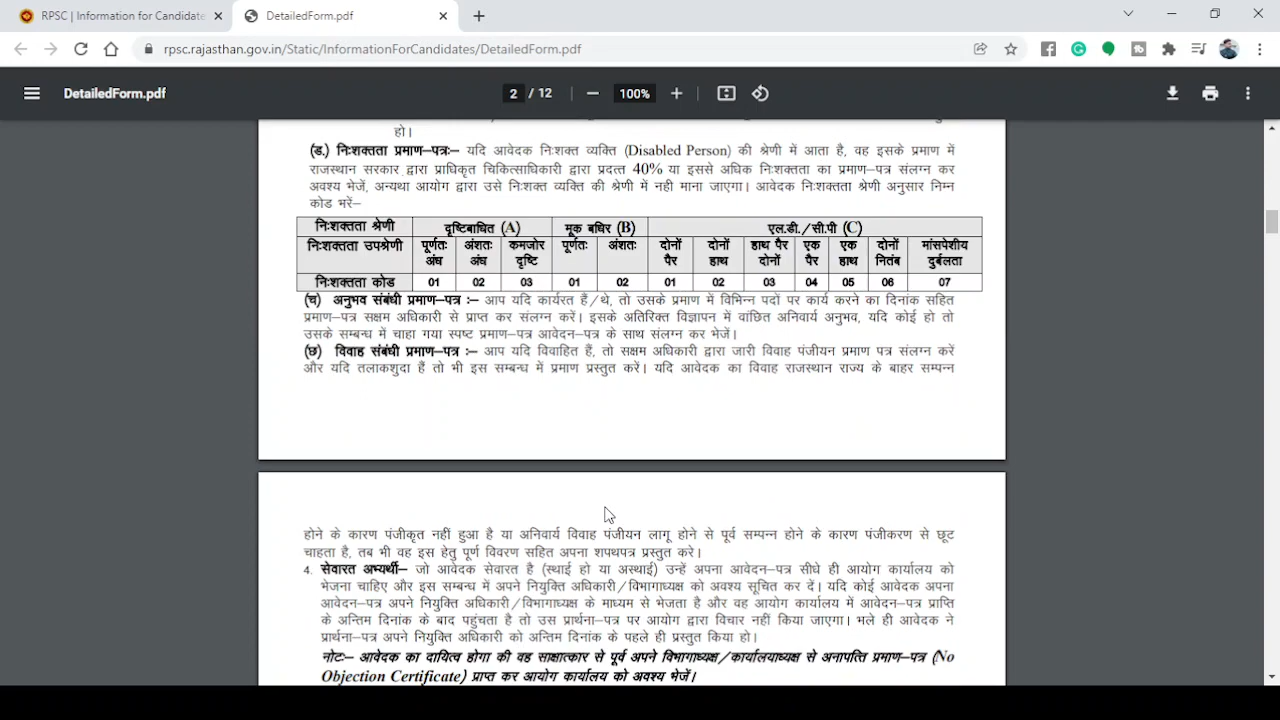 RPSC | Information for Candidate
DetailedForm.pdf
rpsc.rajasthan.gov.in/Static/InformationForCandidates/DetailedForm.pdf
DetailedForm.pdf
2 / 12
100%
हो।
(ड.) निःशक्तता प्रमाण–पत्रः– यदि आवेदक निःशक्त व्यक्ति (Disabled Person) की श्रेणी में आता है, वह इसके प्रमाण में
राजस्थान सरकार द्वारा प्राधिकृत चिकित्साधिकारी द्वारा प्रदत्त 40% या इससे अधिक निःशक्तता का प्रमाण–पत्र संलग्न कर
अवश्य भेजें, अन्यथा आयोग द्वारा उसे निःशक्त व्यक्ति की श्रेणी में नही माना जाएगा। आवेदक निःशक्तता श्रेणी अनुसार निम्न
कोड भरें–
निःशक्तता श्रेणी दृष्टिबाधित (A) मूक बधिर (B) एल.डी./सी.पी (C)
निःशक्तता उपश्रेणी पूर्णतः अंशतः कमजोर पूर्णतः अंशतः दोनों दोनों हाथ पैर एक एक दोनों मांसपेशीय
अंध अंध दृष्टि पैर हाथ दोनों पैर हाथ नितंब दुर्बलता
निःशक्तता कोड 01 02 03 01 02 01 02 03 04 05 06 07
(च) अनुभव संबंधी प्रमाण–पत्र :– आप यदि कार्यरत हैं/थे, तो उसके प्रमाण में विभिन्न पदों पर कार्य करने का दिनांक सहित
प्रमाण–पत्र सक्षम अधिकारी से प्राप्त कर संलग्न करें। इसके अतिरिक्त विज्ञापन में वांछित अनिवार्य अनुभव, यदि कोई हो तो
उसके सम्बन्ध में चाहा गया स्पष्ट प्रमाण–पत्र आवेदन–पत्र के साथ संलग्न कर भेजें।
(छ) विवाह संबंधी प्रमाण–पत्र :– आप यदि विवाहित हैं, तो सक्षम अधिकारी द्वारा जारी विवाह पंजीयन प्रमाण पत्र संलग्न करें
और यदि तलाकशुदा हैं तो भी इस सम्बन्ध में प्रमाण प्रस्तुत करें। यदि आवेदक का विवाह राजस्थान राज्य के बाहर सम्पन्न
होने के कारण पंजीकृत नहीं हुआ है या अनिवार्य विवाह पंजीयन लागू होने से पूर्व सम्पन्न होने के कारण पंजीकरण से छूट
चाहता है, तब भी वह इस हेतु पूर्ण विवरण सहित अपना शपथपत्र प्रस्तुत करे।
4. सेवारत अभ्यर्थी– जो आवेदक सेवारत है (स्थाई हो या अस्थाई) उन्हें अपना आवेदन–पत्र सीधे ही आयोग कार्यालय को
भेजना चाहिए और इस सम्बन्ध में अपने नियुक्ति अधिकारी/विभागाध्यक्ष को अवश्य सूचित कर दें। यदि कोई आवेदक अपना
आवेदन–पत्र अपने नियुक्ति अधिकारी/विभागाध्यक्ष के माध्यम से भेजता है और वह आयोग कार्यालय में आवेदन–पत्र प्राप्ति
के अन्तिम दिनांक के बाद पहुंचता है तो उस प्रार्थना–पत्र पर आयोग द्वारा विचार नहीं किया जाएगा। भले ही आवेदक ने
प्रार्थना–पत्र अपने नियुक्ति अधिकारी को अन्तिम दिनांक के पहले ही प्रस्तुत किया हो।
नोटः– आवेदक का दायित्व होगा की वह साक्षात्कार से पूर्व अपने विभागाध्यक्ष/कार्यालयाध्यक्ष से अनापत्ति प्रमाण–पत्र (No
Objection Certificate) प्राप्त कर आयोग कार्यालय को अवश्य भेजें।